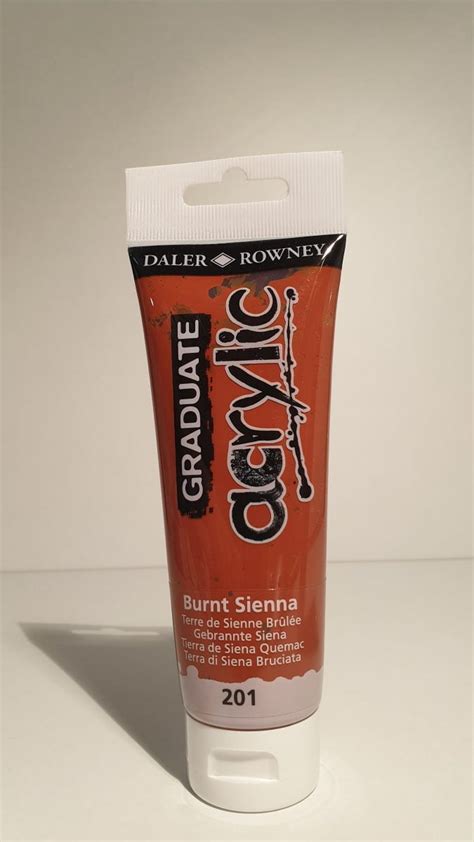 DALER ROWNEY
GRADUATE
acrylic
Burnt Sienna
Terre de Sienne Brûlée
Gebrannte Siena
Tierra de Siena Quemac
Terra di Siena Bruciata
201